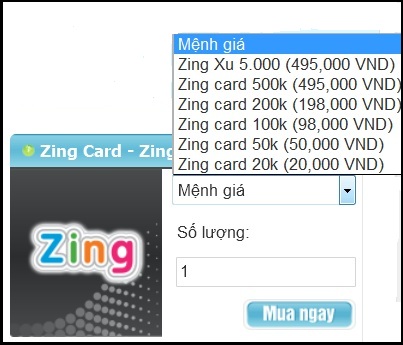 Mệnh giá
Zing Xu 5.000 (495,000 VND)
Zing card 500k (495,000 VND)
Zing card 200k (198,000 VND)
Zing card 100k (98,000 VND)
Zing card 50k (50,000 VND)
Zing card 20k (20,000 VND)
Zing Card - Zing
Mệnh giá
Zing
Số lượng:
1
Mua ngay